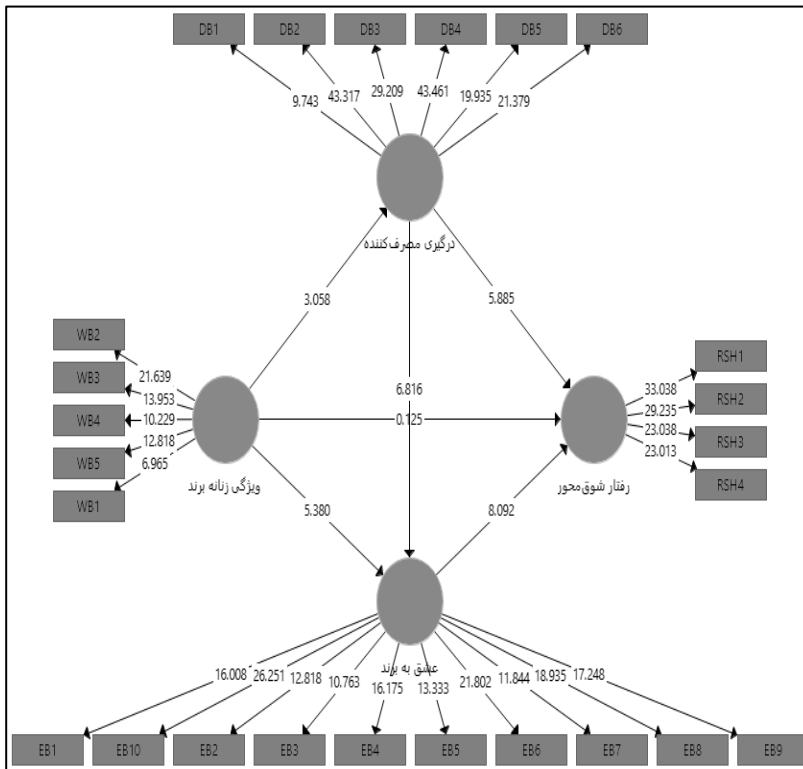 DB1 DB2 DB3 DB4 DB5 DB6
9.743 43.317 29.209 43.461 19.935 21.379
درگیری مصرف‌کننده
3.058 5.885
WB2
WB3
WB4
WB5
WB1
21.639
13.953
10.229
12.818
6.965
6.816
0.125
RSH1
RSH2
RSH3
RSH4
33.038
29.235
23.038
23.013
ویژگی زنانه برند
رفتار شوق‌محور
5.380 8.092
عشق به برند
16.008 26.251 12.818 10.763 16.175 13.333 21.802 11.844 18.935 17.248
EB1 EB10 EB2 EB3 EB4 EB5 EB6 EB7 EB8 EB9